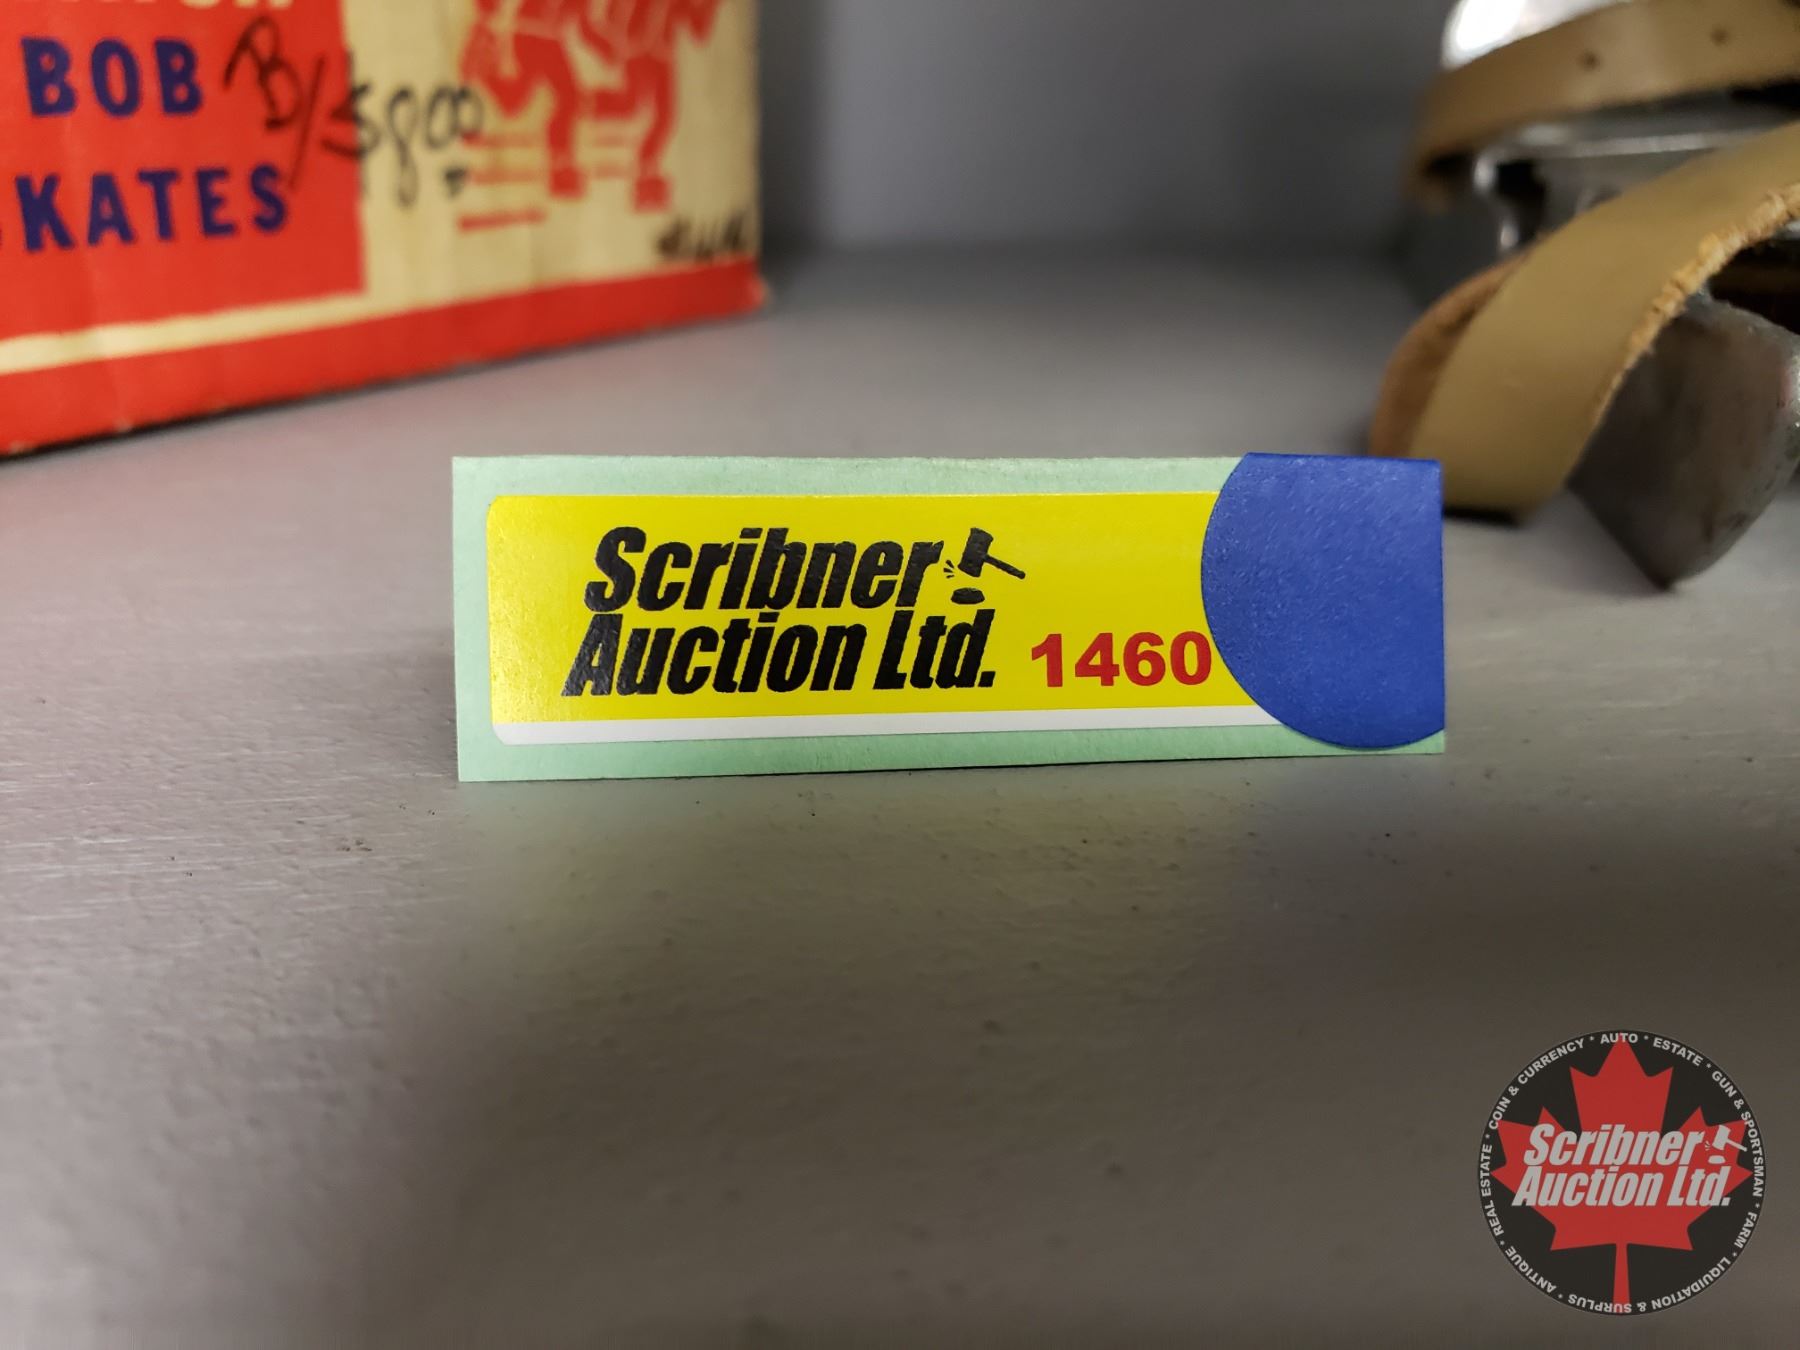 BOB
KATES
B/5800
Scribner
Auction Ltd. 1460
COIN & CURRENCY * AUTO * ESTATE * GUN & SPORTSMAN * FARM * LIQUIDATION & SURPLUS * ANTIQUE * REAL ESTATE *
Scribner
Auction Ltd.